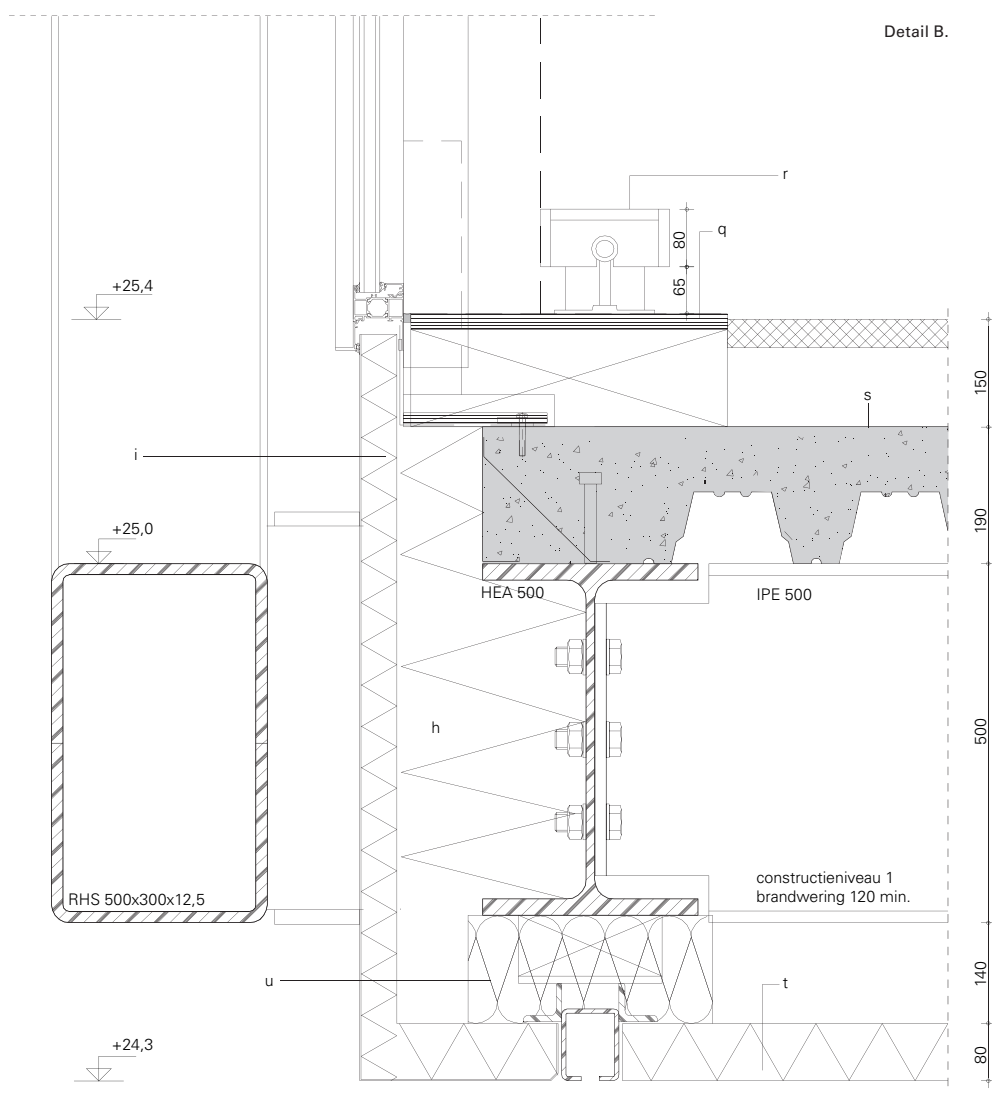 Detail B.
r
q
80
65
+25,4
150
s
i
190
+25,0
HEA 500
IPE 500
h
500
constructieniveau 1
brandwering 120 min.
RHS 500x300x12,5
u
t
140
+24,3
80